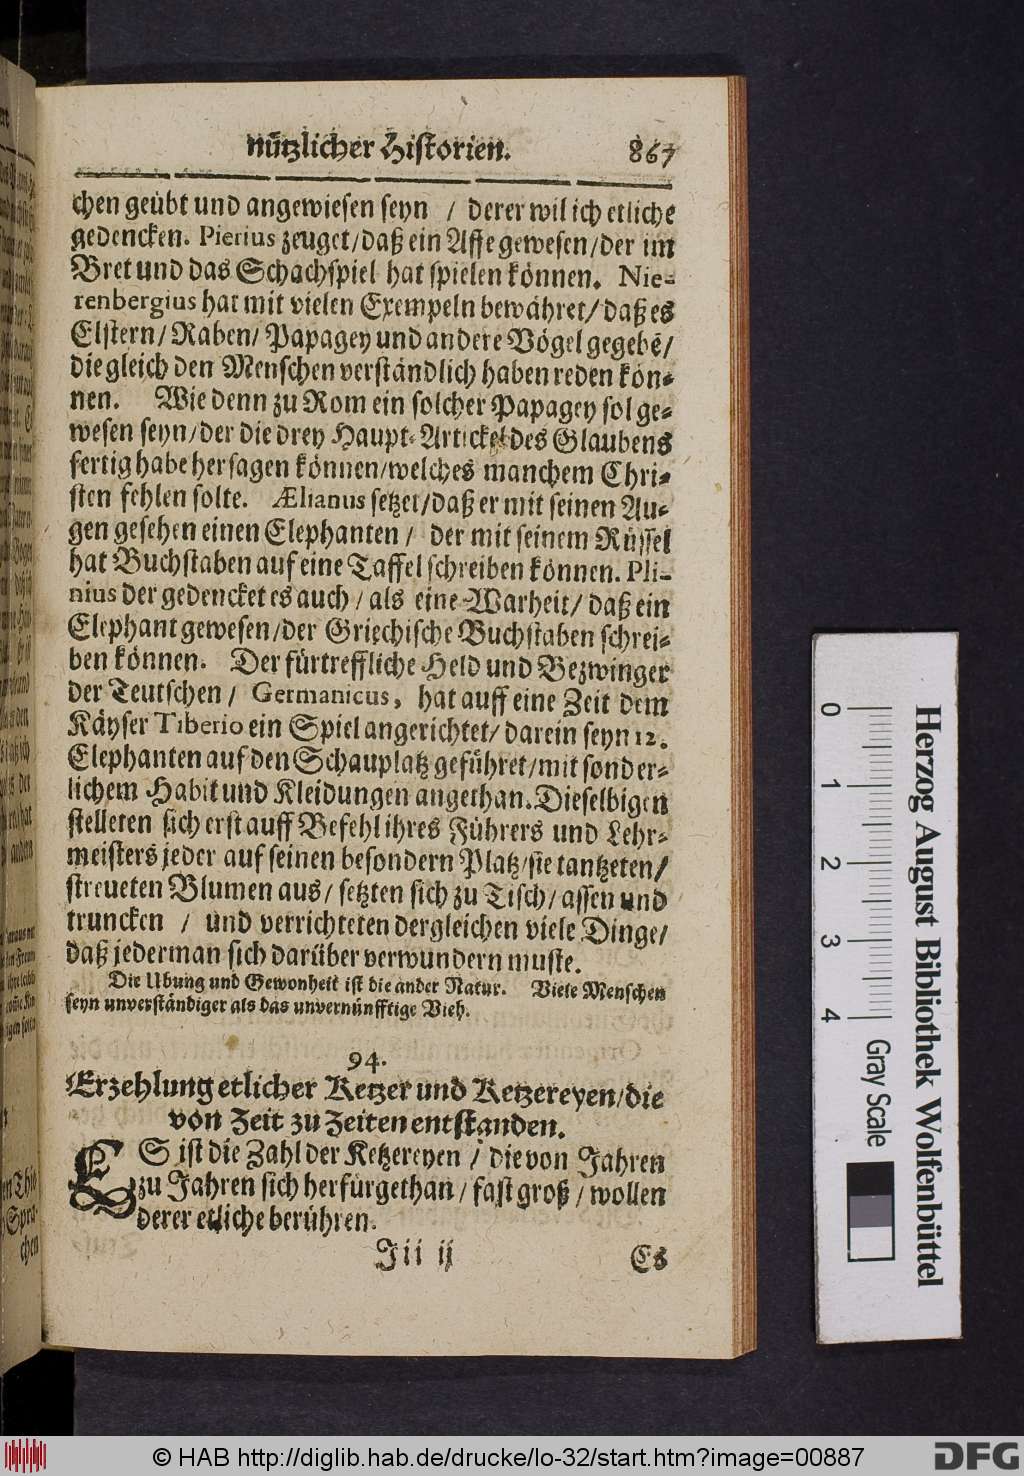 nützlicher Historien. 867
chen geübt und angewiesen seyn / derer wil ich etliche
gedencken. Pierius zeuget/daß ein Affe gewesen/der im
Bret und das Schachspiel hat spielen können. Nie-
renbergius hat mit vielen Exempeln bewähret/ daß es
Elstern/ Raben/ Papagey und andere Vögel gegebē/
die gleich den Menschen verständlich haben reden kön-
nen. Wie denn zu Rom ein solcher Papagey sol ge-
wesen seyn/der die drey Haupt-Artickel des Glaubens
fertig habe hersagen können/welches manchem Chri-
sten fehlen solte. Ælianus setzet/daß er mit seinen Au-
gen gesehen einen Elephanten / der mit seinem Rüssel
hat Buchstaben auf eine Taffel schreiben können. Pli-
nius der gedencket es auch / als eine Warheit/ daß ein
Elephant gewesen/der Griechische Buchstaben schrei-
ben können. Der fürtreffliche Held und Bezwinger
der Teutschen / Germanicus, hat auff eine Zeit dem
Käyser Tiberio ein Spiel angerichtet/ darein seyn 12.
Elephanten auf den Schauplatz geführet/mit sonder-
lichem Habit und Kleidungen angethan. Dieselbigen
stelleten sich erst auff Befehl ihres Führers und Lehr-
meisters jeder auf seinen besondern Platz/sie tantzeten/
streueten Blumen aus/ setzten sich zu Tisch/ assen und
truncken / und verrichteten dergleichen viele Dinge/
daß jederman sich darüber verwundern muste.
Die Ubung und Gewonheit ist die ander Natur. Viele Menschen
seyn unverständiger als das unvernünfftige Vieh.
94.
Erzehlung etlicher Ketzer und Ketzereyen/die
von Zeit zu Zeiten entstanden.
ES ist die Zahl der Ketzereyen / die von Jahren
zu Jahren sich herfürgethan / fast groß / wollen
derer etliche berühren.
Jii ij Es
0 1 2 3 4
Gray Scale
Herzog August Bibliothek Wolfenbüttel
© HAB http://diglib.hab.de/drucke/lo-32/start.htm?image=00887
DFG